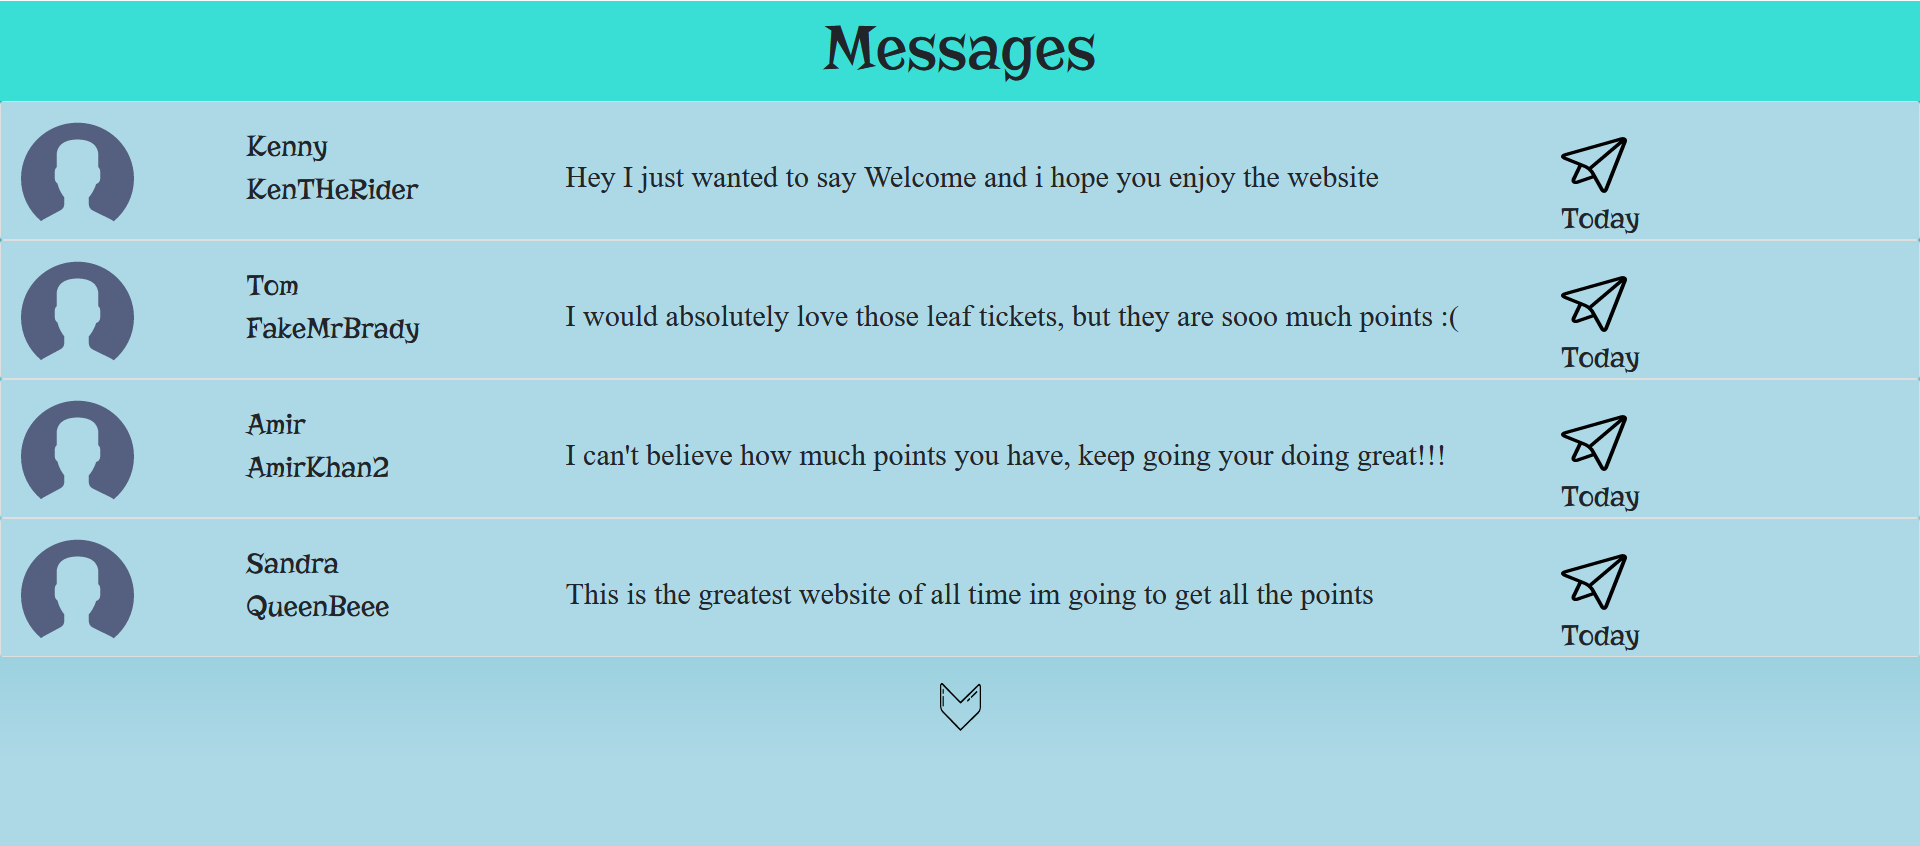 Messages
Kenny
KenTHeRider
Hey I just wanted to say Welcome and i hope you enjoy the website
Today
Tom
FakeMrBrady
I would absolutely love those leaf tickets, but they are sooo much points :(
Today
Amir
AmirKhan2
I can't believe how much points you have, keep going your doing great!!!
Today
Sandra
QueenBeee
This is the greatest website of all time im going to get all the points
Today